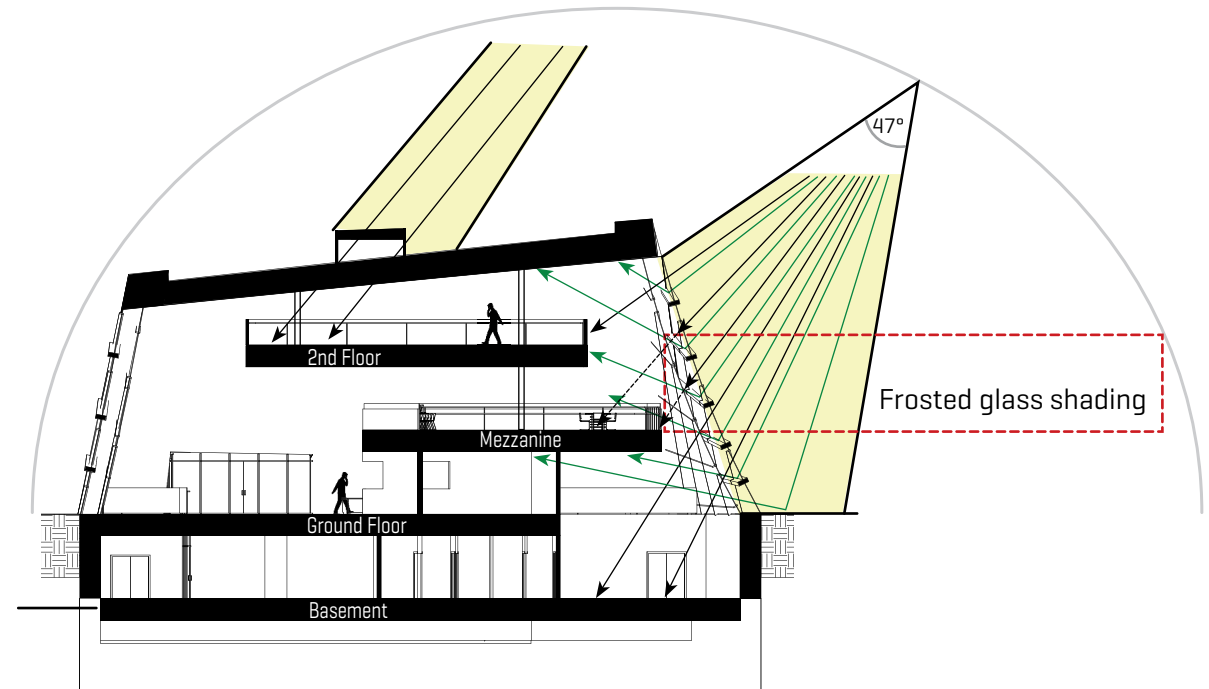 47°
2nd Floor
Frosted glass shading
Mezzanine
Ground Floor
Basement